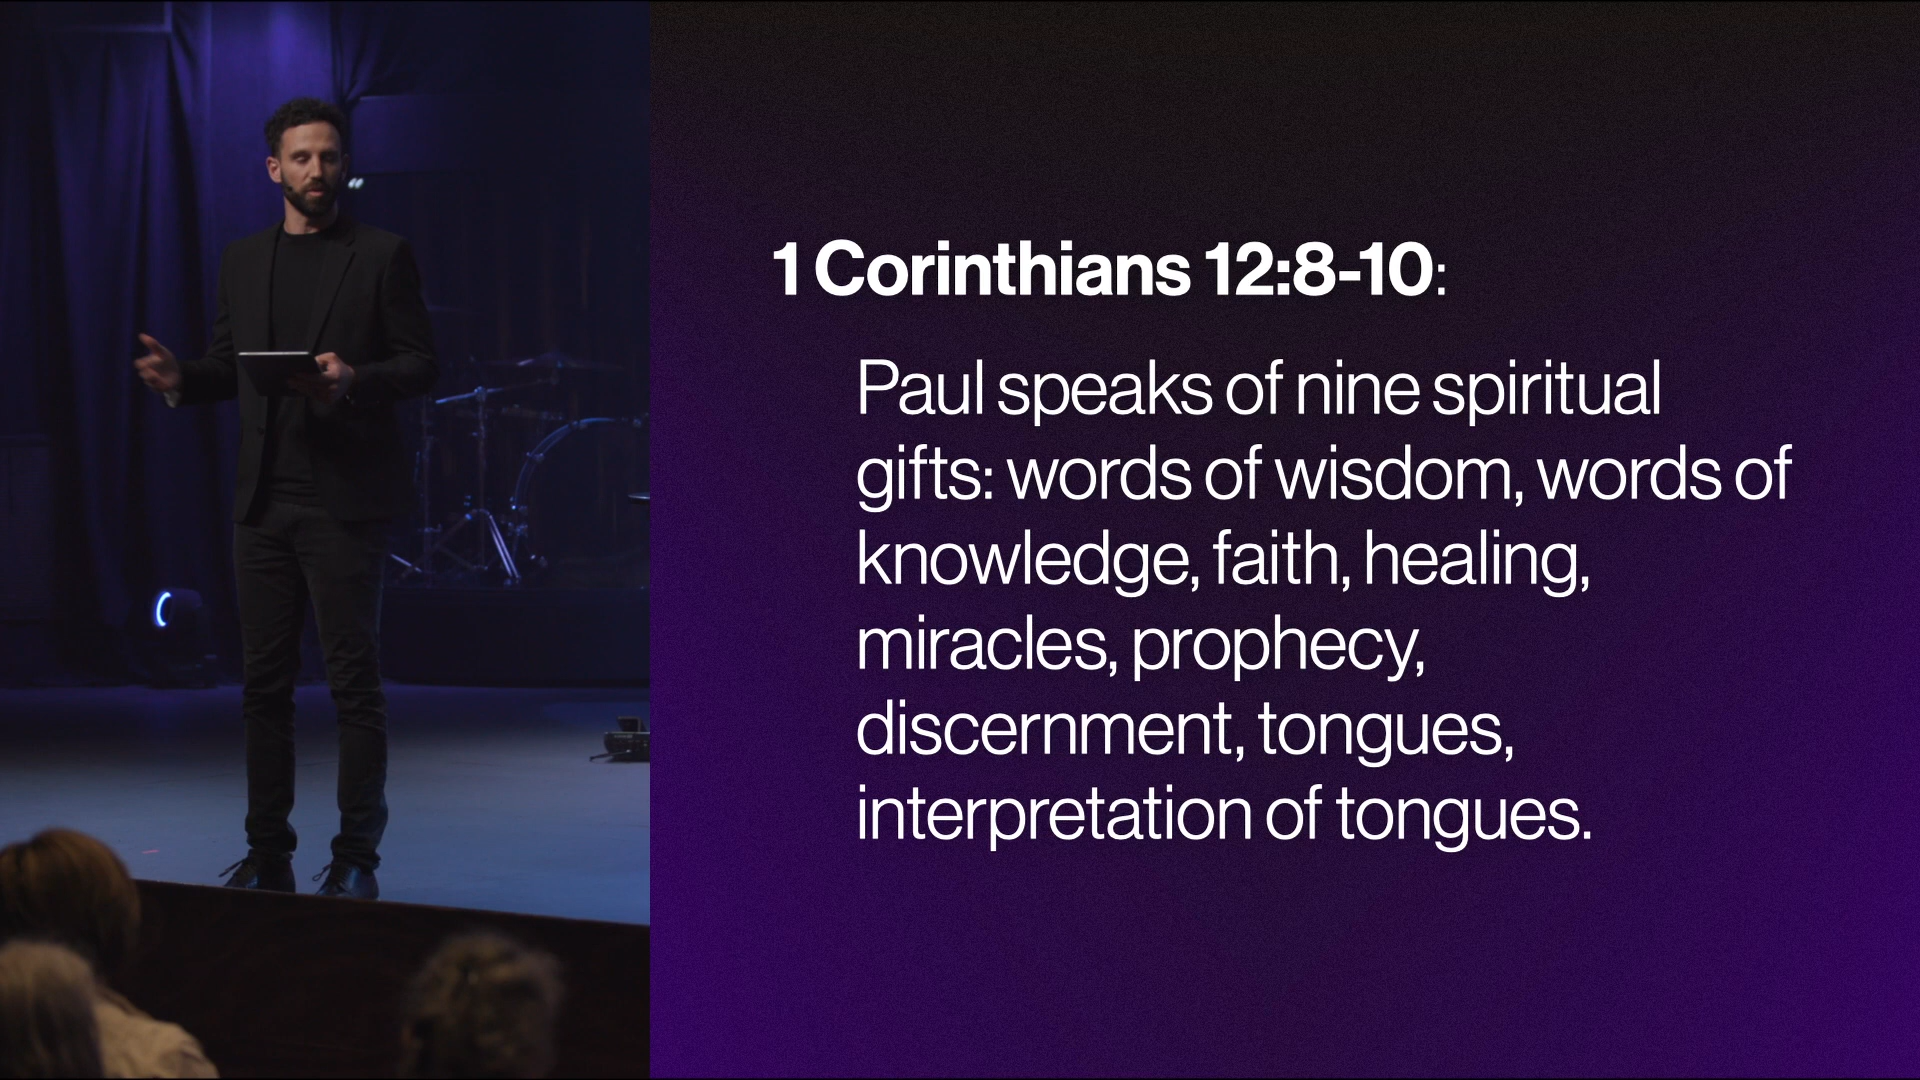 1 Corinthians 12:8-10:
Paul speaks of nine spiritual
gifts: words of wisdom, words of
knowledge, faith, healing,
miracles, prophecy,
discernment, tongues,
interpretation of tongues.